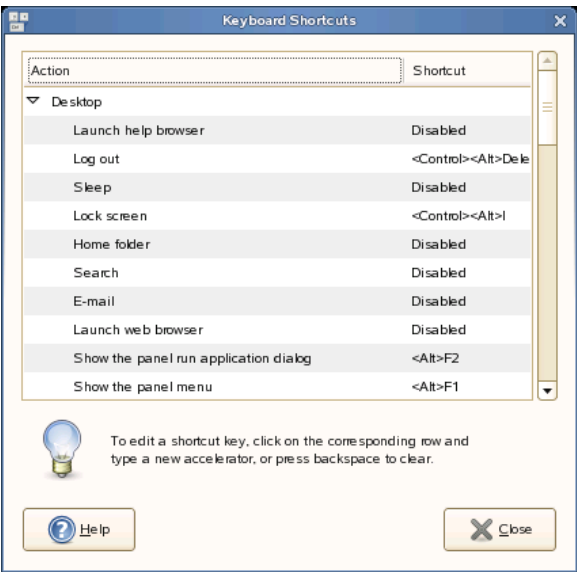 Keyboard Shortcuts
Action Shortcut
Desktop
Launch help browser Disabled
Log out <Control><Alt>Dele
Sleep Disabled
Lock screen <Control><Alt>l
Home folder Disabled
Search Disabled
E-mail Disabled
Launch web browser Disabled
Show the panel run application dialog <Alt>F2
Show the panel menu <Alt>F1
To edit a shortcut key, click on the corresponding row and
type a new accelerator, or press backspace to clear.
Help Close